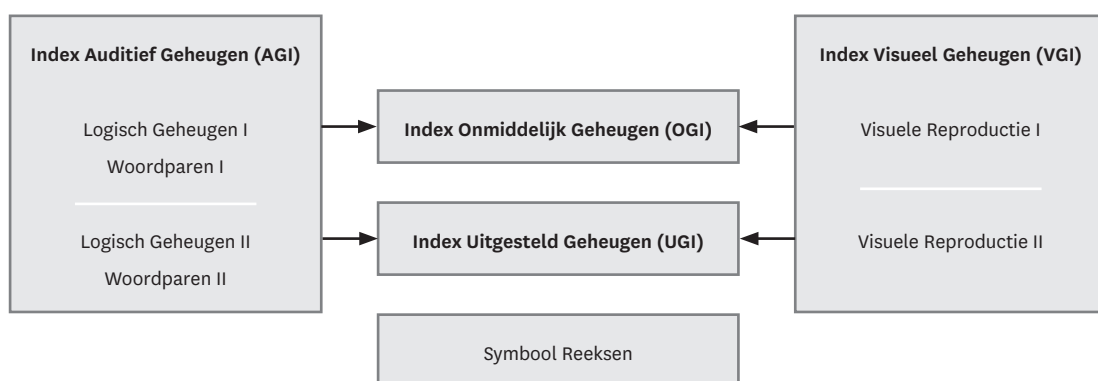 Index Auditief Geheugen (AGI)
Logisch Geheugen I
Woordparen I
Logisch Geheugen II
Woordparen II
Index Onmiddelijk Geheugen (OGI)
Index Uitgesteld Geheugen (UGI)
Symbool Reeksen
Index Visueel Geheugen (VGI)
Visuele Reproductie I
Visuele Reproductie II